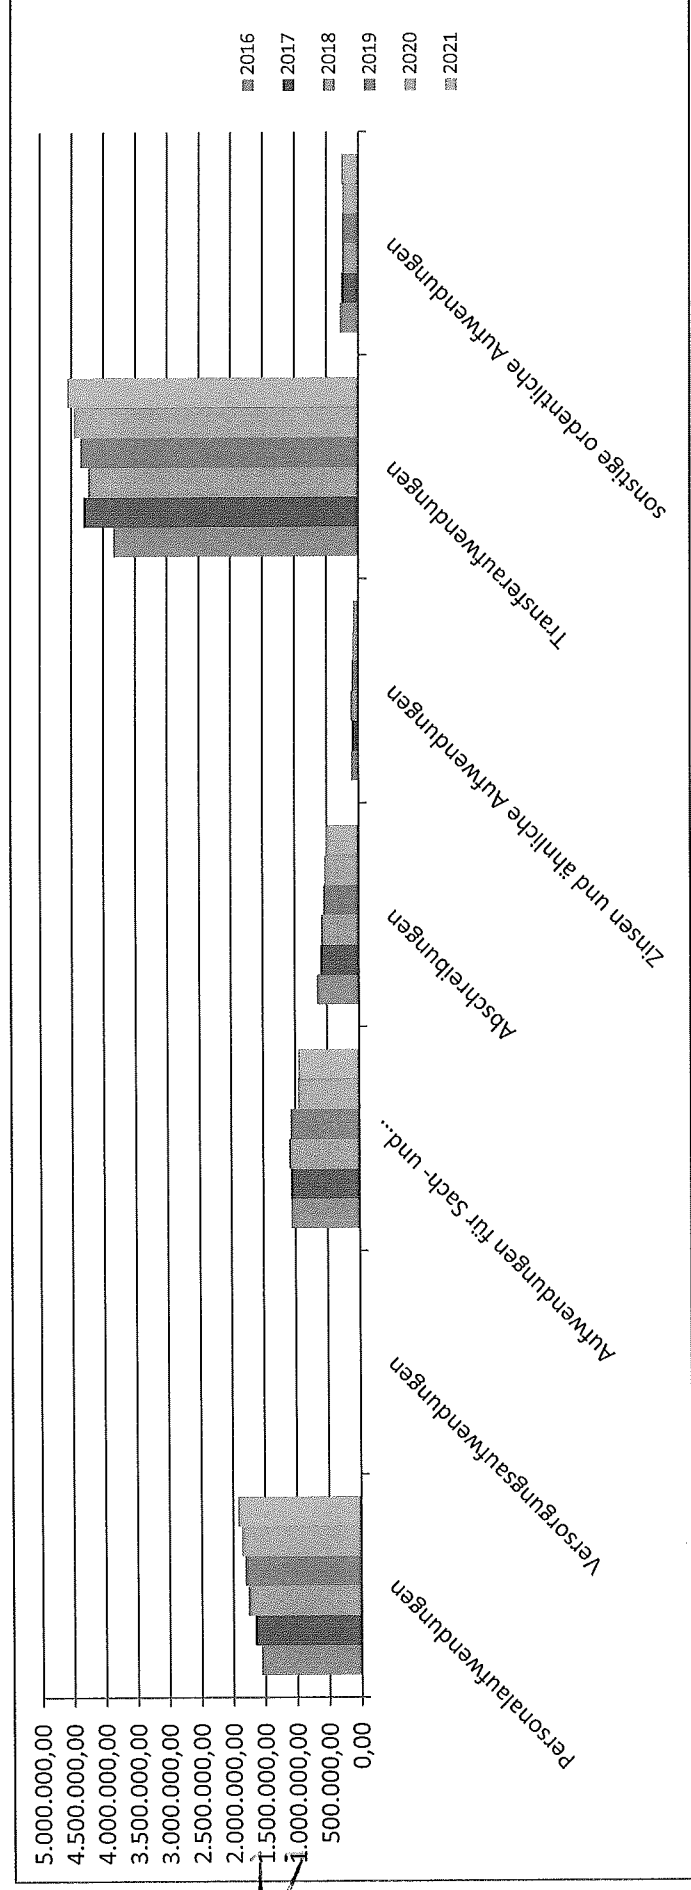 5.000.000,00
4.500.000,00
4.000.000,00
3.500.000,00
3.000.000,00
2.500.000,00
2.000.000,00
1.500.000,00
1.000.000,00
500.000,00
0,00
Personalaufwendungen
Versorgungsaufwendungen
Aufwendungen für Sach- und...
Abschreibungen
Zinsen und ähnliche Aufwendungen
Transferaufwendungen
sonstige ordentliche Aufwendungen
2016
2017
2018
2019
2020
2021